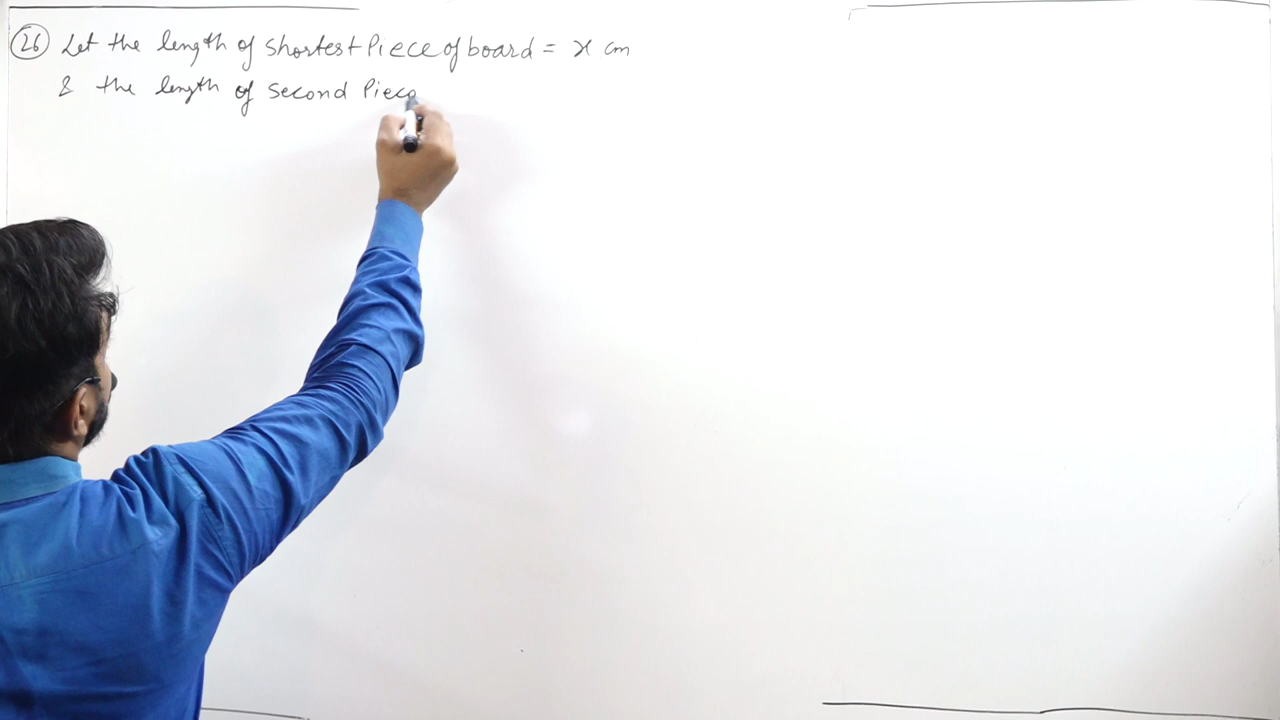 26 Let the length of shortest Piece of board = x cm
& the length of second Piece